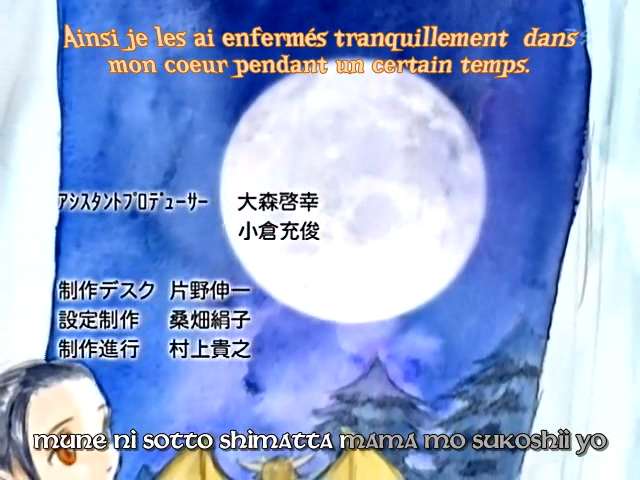 Ainsi je les ai enfermés tranquillement dans
mon coeur pendant un certain temps.
ｱｼｽﾀﾝﾄﾌﾟﾛﾃﾞｭｰｻｰ 大森啓幸
小倉充俊
制作デスク 片野伸一
設定制作 桑畑絹子
制作進行 村上貴之
mune ni sotto shimatta mama mo sukoshii yo